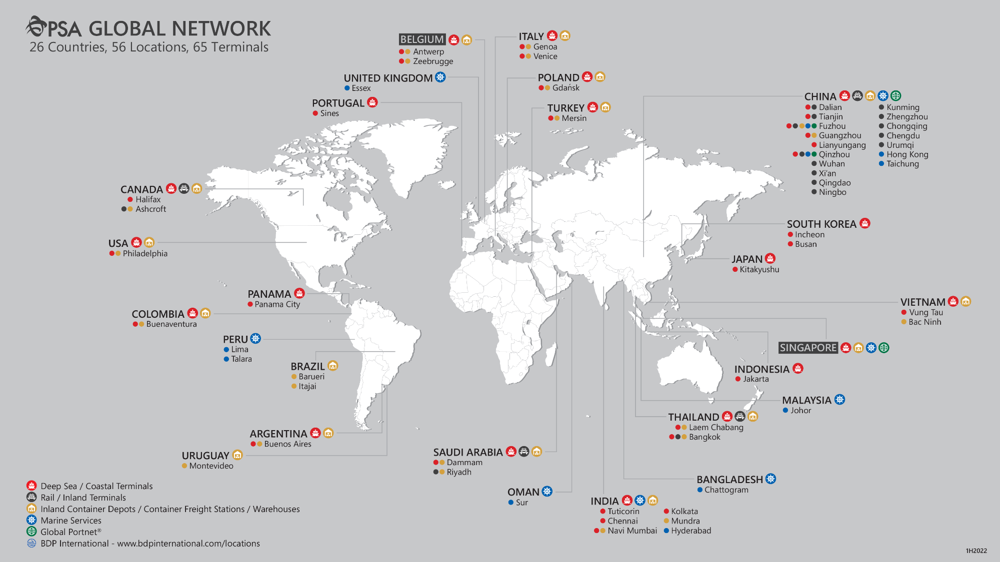 PSA GLOBAL NETWORK
26 Countries, 56 Locations, 65 Terminals
BELGIUM
Antwerp
Zeebrugge
ITALY
Genoa
Venice
UNITED KINGDOM
Essex
POLAND
Gdańsk
PORTUGAL
Sines
TURKEY
Mersin
CHINA
Dalian
Tianjin
Fuzhou
Guangzhou
Lianyungang
Qinzhou
Wuhan
Xi'an
Qingdao
Ningbo
Kunming
Zhengzhou
Chongqing
Chengdu
Urumqi
Hong Kong
Taichung
CANADA
Halifax
Ashcroft
SOUTH KOREA
Incheon
Busan
USA
Philadelphia
JAPAN
Kitakyushu
PANAMA
Panama City
VIETNAM
Vung Tau
Bac Ninh
COLOMBIA
Buenaventura
PERU
Lima
Talara
SINGAPORE
BRAZIL
Barueri
Itajai
INDONESIA
Jakarta
MALAYSIA
Johor
THAILAND
Laem Chabang
Bangkok
ARGENTINA
Buenos Aires
URUGUAY
Montevideo
SAUDI ARABIA
Dammam
Riyadh
BANGLADESH
Chattogram
OMAN
Sur
INDIA
Tuticorin
Chennai
Navi Mumbai
Kolkata
Mundra
Hyderabad
Deep Sea / Coastal Terminals
Rail / Inland Terminals
Inland Container Depots / Container Freight Stations / Warehouses
Marine Services
Global Portnet®
BDP International - www.bdpinternational.com/locations
1H2022